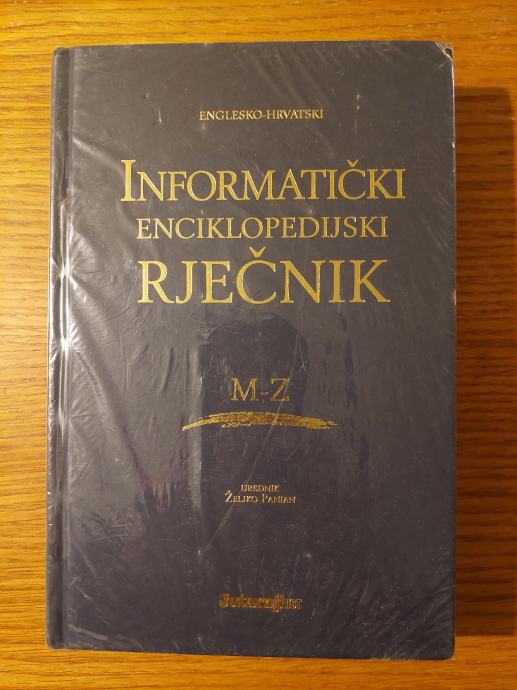 ENGLESKO-HRVATSKI
INFORMATIČKI
ENCIKLOPEDIJSKI
RJEČNIK
M-Z
UREDNIK
ŽELJKO PANIAN
Jutarnji LIST